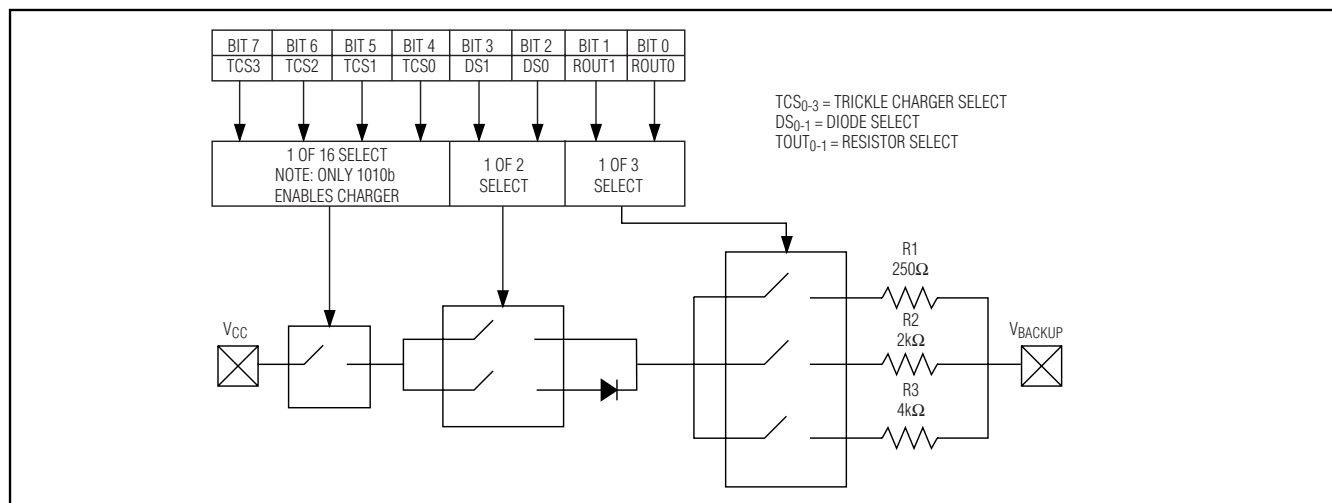 BIT 7 BIT 6 BIT 5 BIT 4 BIT 3 BIT 2 BIT 1 BIT 0
TCS3 TCS2 TCS1 TCS0 DS1 DS0 ROUT1 ROUT0
TCS0-3 = TRICKLE CHARGER SELECT
DS0-1 = DIODE SELECT
TOUT0-1 = RESISTOR SELECT
1 OF 16 SELECT
NOTE: ONLY 1010b
ENABLES CHARGER
1 OF 2
SELECT
1 OF 3
SELECT
R1
250Ω
VCC
R2
2kΩ
VBACKUP
R3
4kΩ